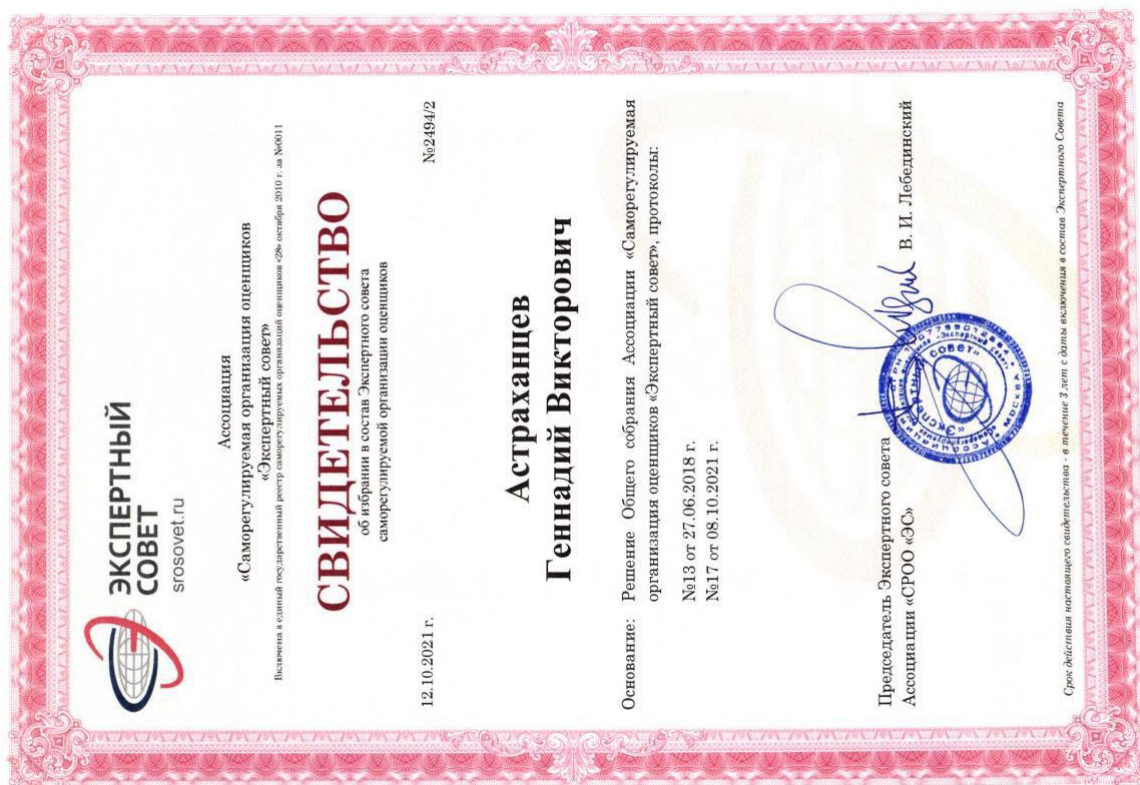 ЭКСПЕРТНЫЙ
СОВЕТ
srosovet.ru
Ассоциация
«Саморегулируемая организация оценщиков
«Экспертный совет»
Включена в единый государственный реестр саморегулируемых организаций оценщиков «28» октября 2010 г. за №0011
СВИДЕТЕЛЬСТВО
об избрании в состав Экспертного совета
саморегулируемой организации оценщиков
12.10.2021 г. №2494/2
Астраханцев
Геннадий Викторович
Основание: Решение Общего собрания Ассоциации «Саморегулируемая
организация оценщиков «Экспертный совет», протоколы:
№13 от 27.06.2018 г.
№17 от 08.10.2021 г.
Председатель Экспертного совета
Ассоциации «СРОО «ЭС» В. И. Лебединский
«ЭКСПЕРТНЫЙ СОВЕТ»
МОСКВА
Срок действия настоящего свидетельства - в течение 3 лет с даты включения в состав Экспертного Совета